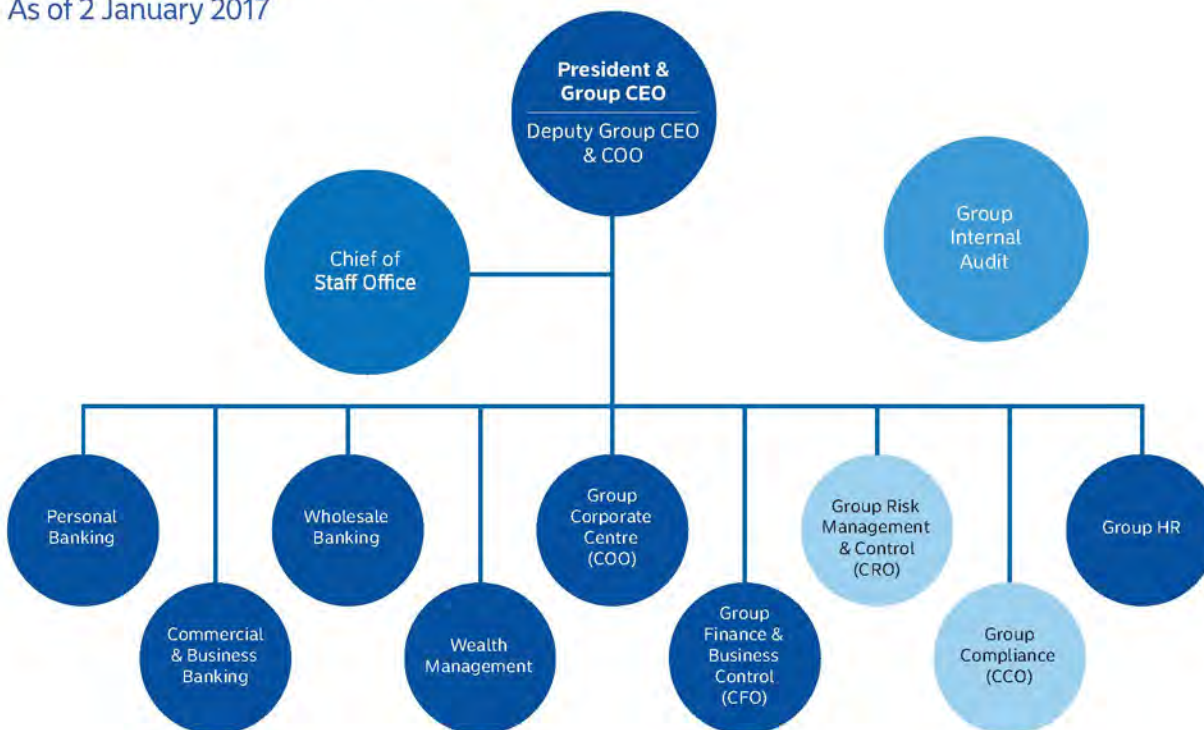 As of 2 January 2017
President &
Group CEO
Deputy Group CEO
& COO
Chief of
Staff Office
Group
Internal
Audit
Personal
Banking
Commercial
& Business
Banking
Wholesale
Banking
Wealth
Management
Group
Corporate
Centre
(COO)
Group
Finance &
Business
Control
(CFO)
Group Risk
Management
& Control
(CRO)
Group
Compliance
(CCO)
Group HR